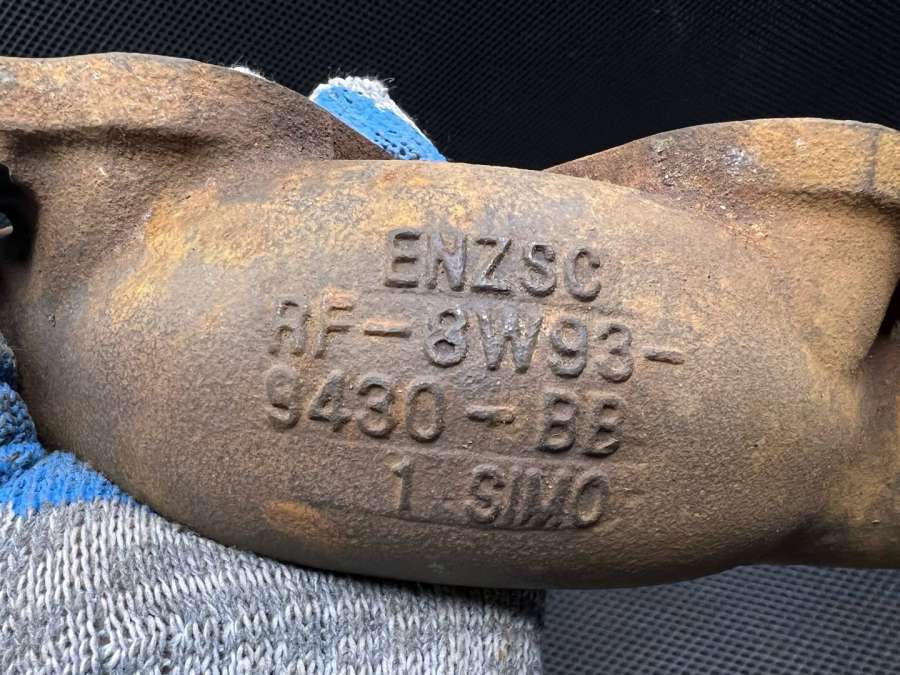 ENZSC
RF-8W93-
9430-BB
1 SIMO